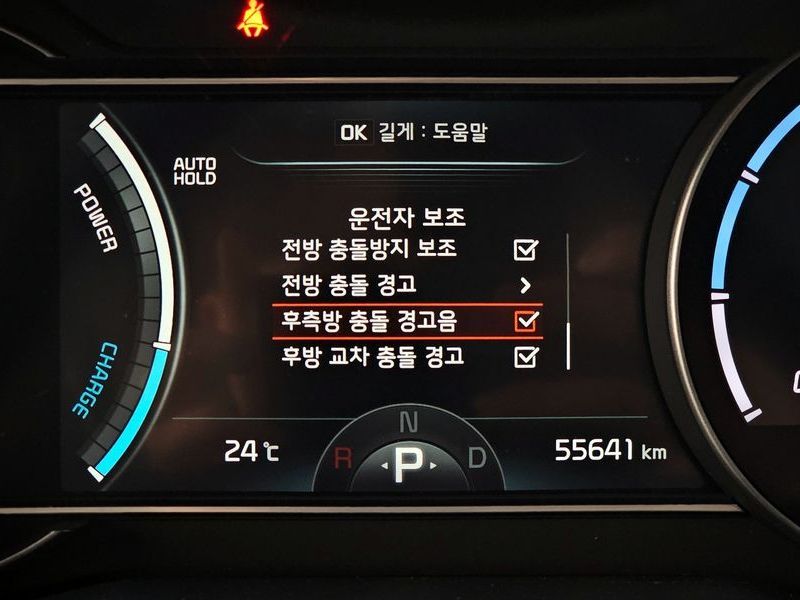 OK 길게 : 도움말
AUTO
HOLD
POWER
운전자 보조
전방 충돌방지 보조
전방 충돌 경고
후측방 충돌 경고음
후방 교차 충돌 경고
CHARGE
N
24℃
R
P
D
55641 km